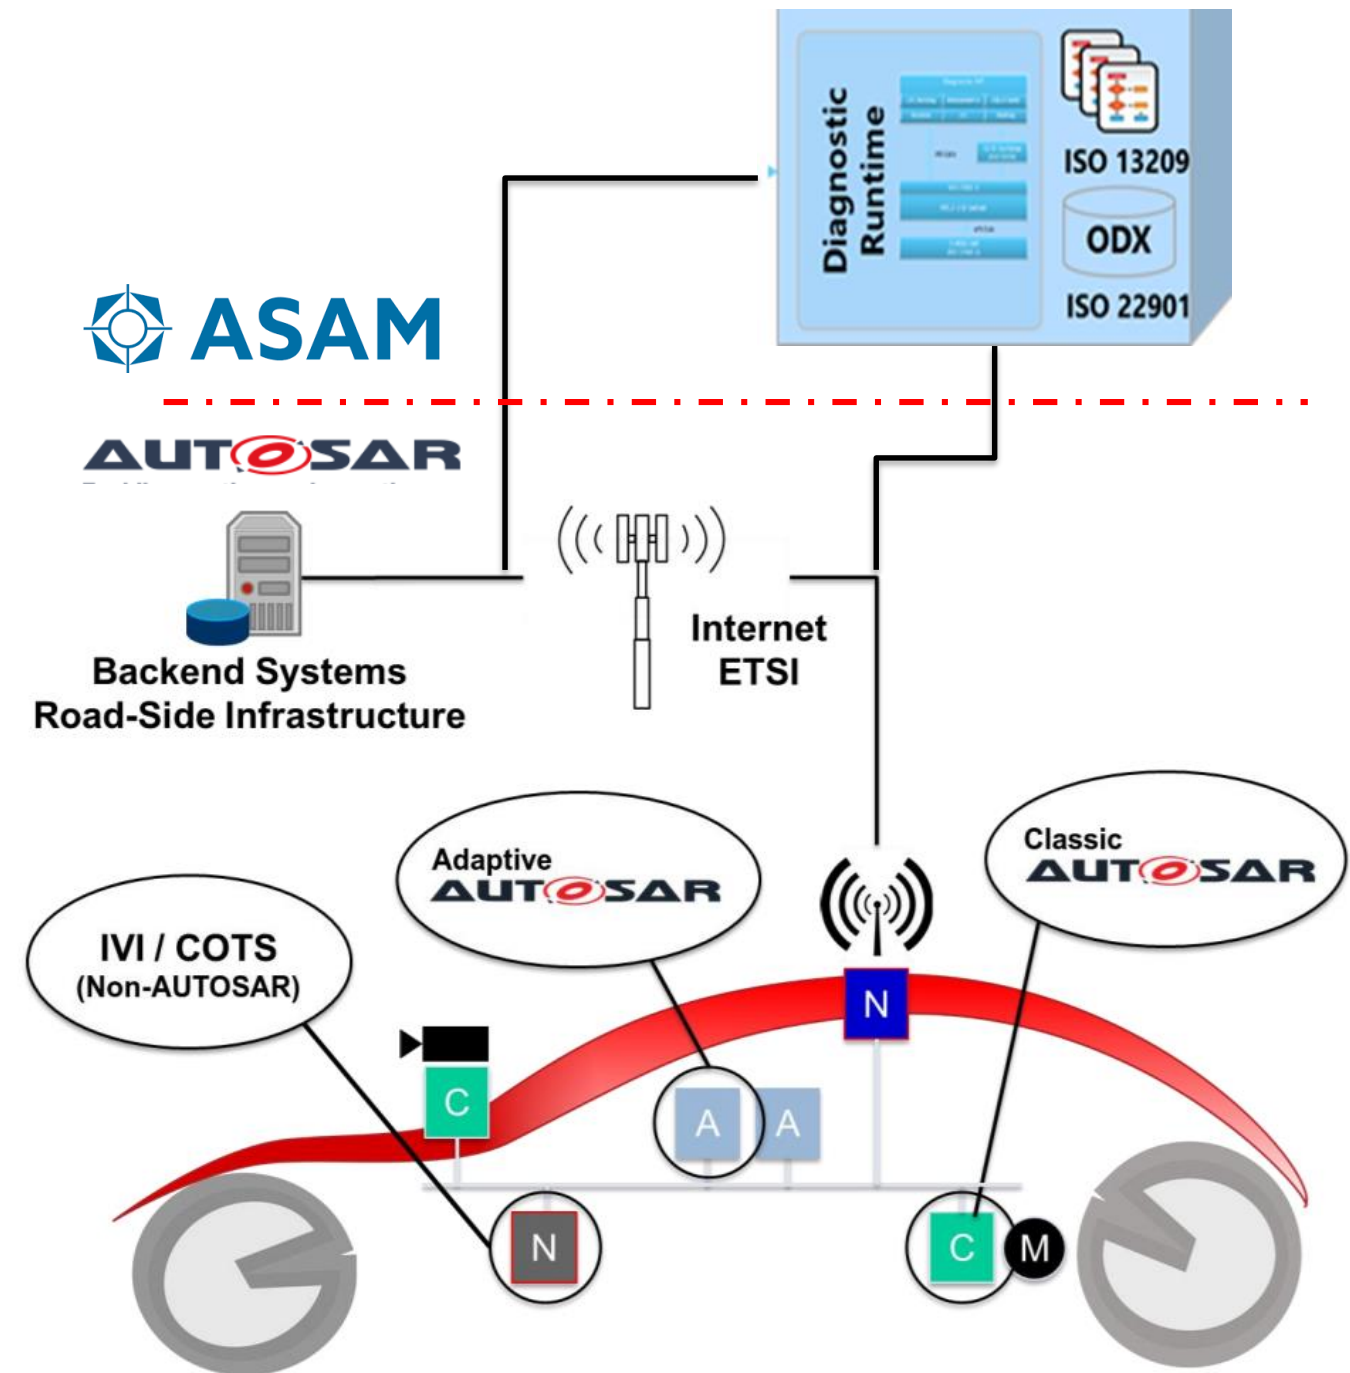 Diagnostic
Runtime
ISO 13209
ODX
ISO 22901
ASAM
AUTOSAR
Internet
ETSI
Backend Systems
Road-Side Infrastructure
Classic
AUTOSAR
Adaptive
AUTOSAR
IVI / COTS
(Non-AUTOSAR)
N
C
A
A
N
C
M